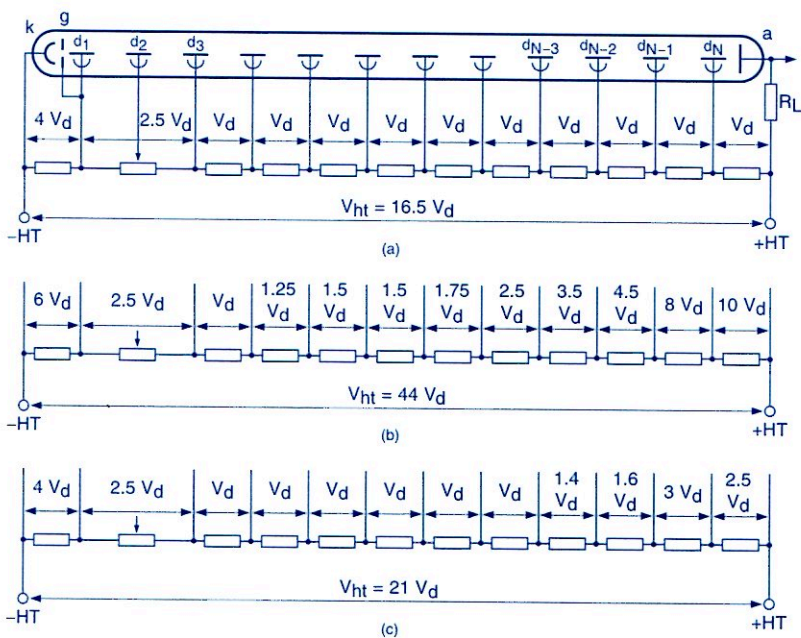 k g d1 d2 d3 dN−3 dN−2 dN−1 dN a
RL
4 Vd 2.5 Vd Vd Vd Vd Vd Vd Vd Vd Vd Vd Vd
Vht = 16.5 Vd
−HT +HT
(a)
6 Vd 2.5 Vd Vd 1.25 Vd 1.5 Vd 1.5 Vd 1.75 Vd 2.5 Vd 3.5 Vd 4.5 Vd 8 Vd 10 Vd
Vht = 44 Vd
−HT +HT
(b)
4 Vd 2.5 Vd Vd Vd Vd Vd Vd Vd 1.4 Vd 1.6 Vd 3 Vd 2.5 Vd
Vht = 21 Vd
−HT +HT
(c)